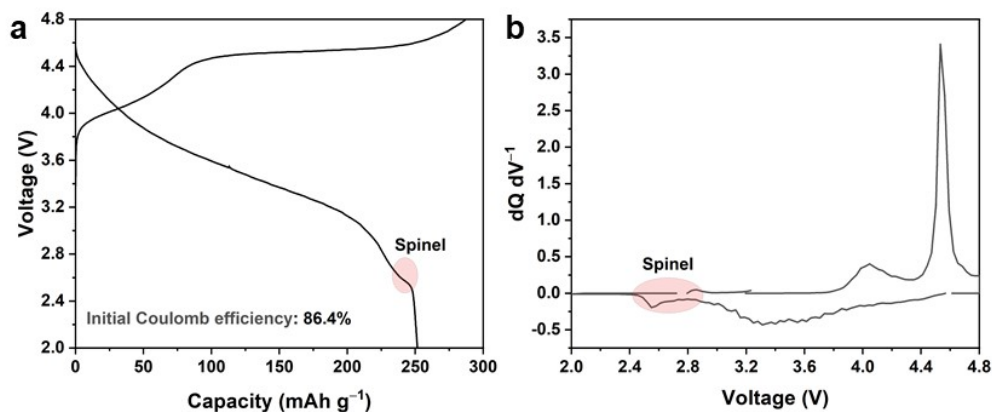 a
4.8
4.4
4.0
3.6
3.2
2.8
2.4
2.0
Voltage (V)
Spinel
Initial Coulomb efficiency: 86.4%
0 50 100 150 200 250 300
Capacity (mAh g⁻¹)
b
3.5
3.0
2.5
2.0
1.5
1.0
0.5
0.0
-0.5
dQ dV⁻¹
Spinel
2.0 2.4 2.8 3.2 3.6 4.0 4.4 4.8
Voltage (V)